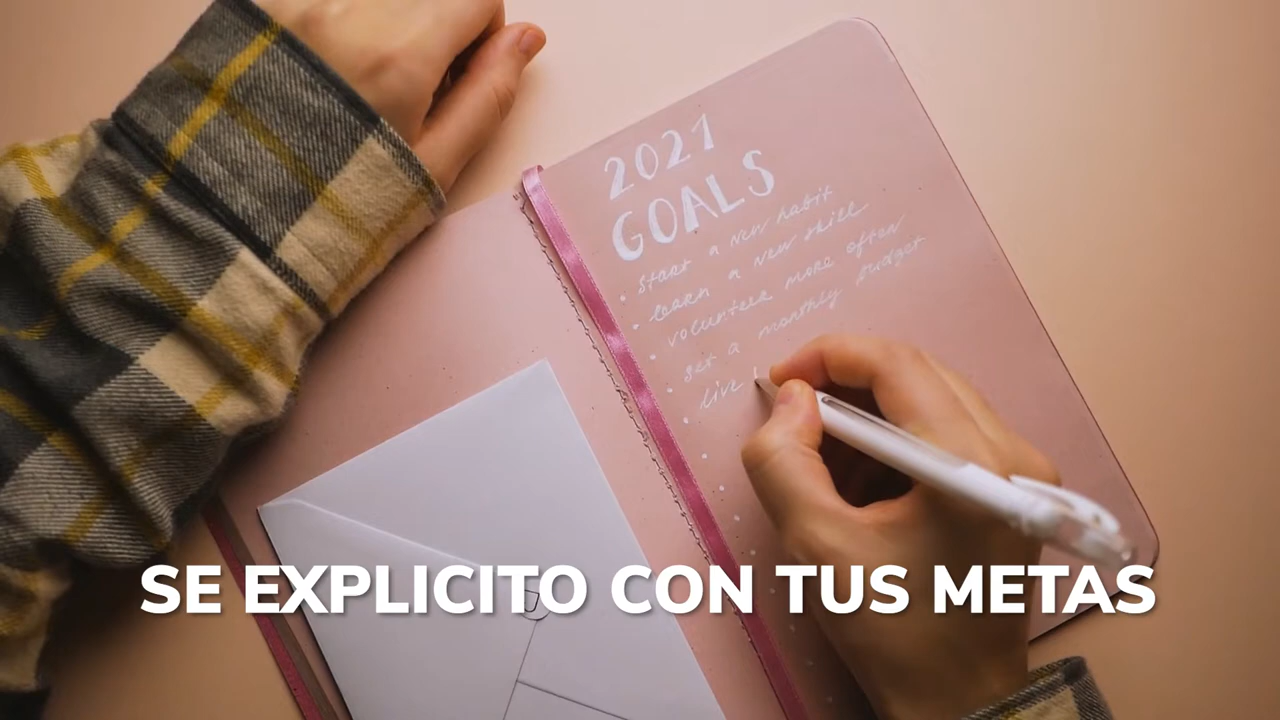 2021
GOALS
• start a new habit
• learn a new skill
• volunteer more often
• set a monthly budget
• live
SE EXPLICITO CON TUS METAS